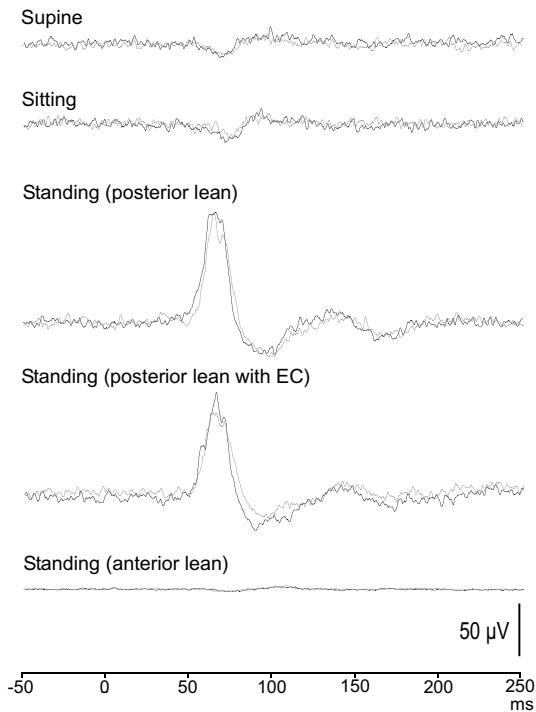 Supine
Sitting
Standing (posterior lean)
Standing (posterior lean with EC)
Standing (anterior lean)
50 µV
-50 0 50 100 150 200 250
ms